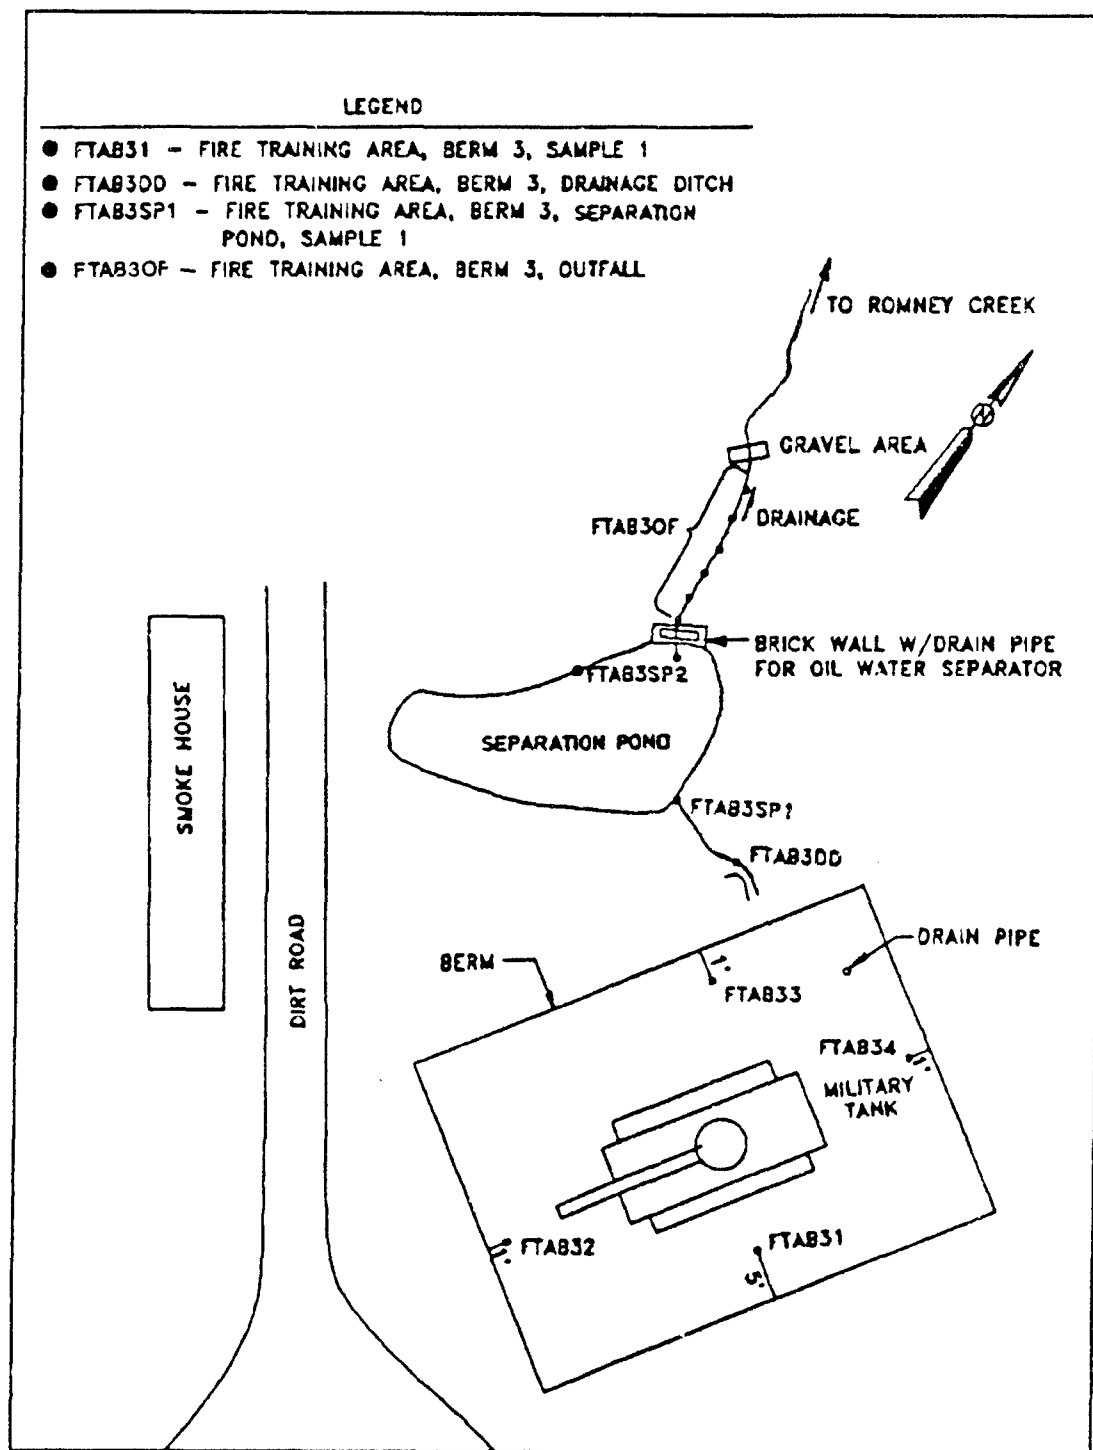 LEGEND
● FTAB31 – FIRE TRAINING AREA, BERM 3, SAMPLE 1
● FTAB3DD – FIRE TRAINING AREA, BERM 3, DRAINAGE DITCH
● FTAB3SP1 – FIRE TRAINING AREA, BERM 3, SEPARATION
POND, SAMPLE 1
● FTAB3OF – FIRE TRAINING AREA, BERM 3, OUTFALL
TO ROMNEY CREEK
N
GRAVEL AREA
FTAB3OF
DRAINAGE
BRICK WALL W/DRAIN PIPE
FOR OIL WATER SEPARATOR
FTAB3SP2
SEPARATION POND
SMOKE HOUSE
FTAB3SP1
FTAB3DD
DIRT ROAD
DRAIN PIPE
BERM
1'
FTAB33
FTAB34
1'
MILITARY
TANK
FTAB32
1'
FTAB31
5'